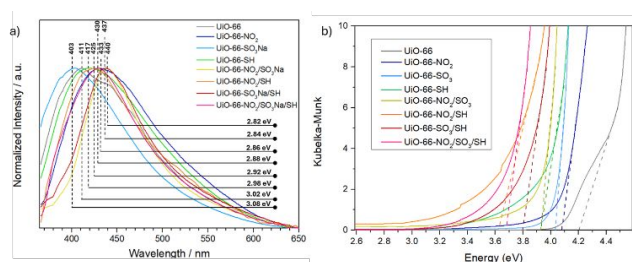 a)
403
411
417
425
430
433
437
440
UiO-66
UiO-66-NO₂
UiO-66-SO₃Na
UiO-66-SH
UiO-66-NO₂/SO₃Na
UiO-66-NO₂/SH
UiO-66-SO₃Na/SH
UiO-66-NO₂/SO₃Na/SH
2.82 eV
2.84 eV
2.86 eV
2.88 eV
2.92 eV
2.98 eV
3.02 eV
3.08 eV
Normalized Intensity / a.u.
400
450
500
550
600
650
Wavelength / nm
b)
10
8
6
4
2
0
Kubelka-Munk
UiO-66
UiO-66-NO₂
UiO-66-SO₃
UiO-66-SH
UiO-66-NO₂/SO₃
UiO-66-NO₂/SH
UiO-66-SO₃/SH
UiO-66-NO₂/SO₃/SH
2.6
2.8
3.0
3.2
3.4
3.6
3.8
4.0
4.2
4.4
Energy (eV)